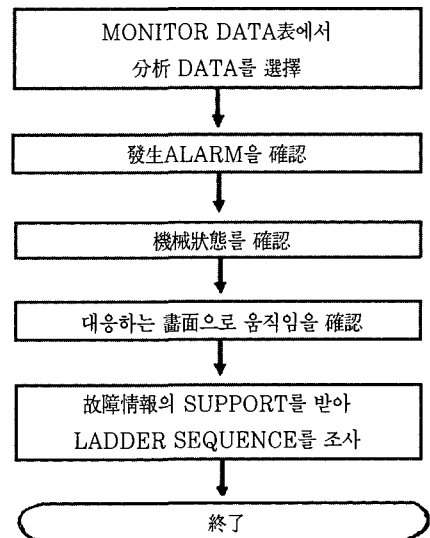 MONITOR DATA表에서
分析 DATA를 選擇
發生ALARM을 確認
機械狀態를 確認
대응하는 畵面으로 움직임을 確認
故障情報의 SUPPORT를 받아
LADDER SEQUENCE를 조사
終了